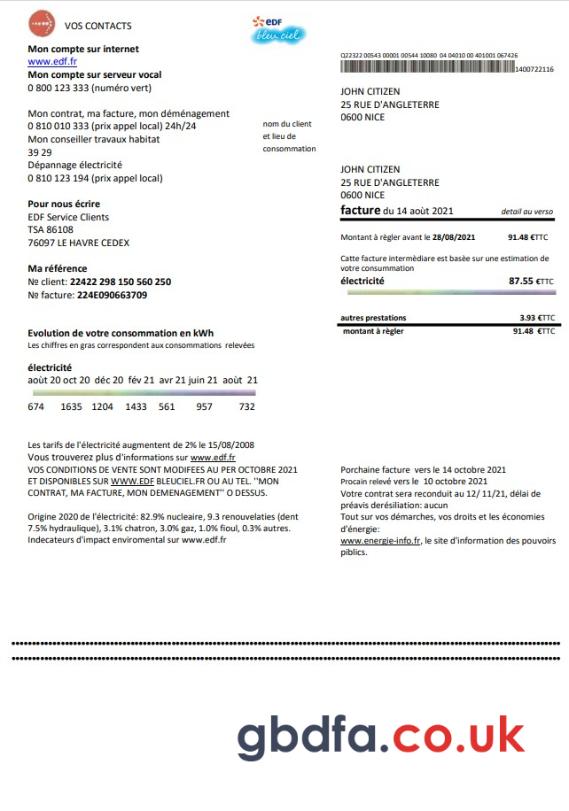 VOS CONTACTS
EDF
bleu ciel
Mon compte sur internet
www.edf.fr
Mon compte sur serveur vocal
0 800 123 333 (numéro vert)
Mon contrat, ma facture, mon déménagement
0 810 010 333 (prix appel local) 24h/24
Mon conseiller travaux habitat
39 29
Dépannage électricité
0 810 123 194 (prix appel local)
Pour nous écrire
EDF Service Clients
TSA 86108
76097 LE HAVRE CEDEX
Ma référence
№ client: 22422 298 150 560 250
№ facture: 224E090663709
nom du client
et lieu de
consommation
Q22322 00543 00001 00544 10080 04 04010 00 401001 067426
1400722116
JOHN CITIZEN
25 RUE D'ANGLETERRE
0600 NICE
JOHN CITIZEN
25 RUE D'ANGLETERRE
0600 NICE
facture du 14 aoùt 2021 detail au verso
Montant à règler avant le 28/08/2021 91.48 €TTC
Catte facture intermèdiare est basèe sur une estimation de
votre consummation
électricité 87.55 €TTC
autres prestations 3.93 €TTC
montant à règler 91.48 €TTC
Evolution de votre consommation en kWh
Les chiffres en gras correspondent aux consommations relevées
électricité
août 20 oct 20 déc 20 fév 21 avr 21 juin 21 août 21
674 1635 1204 1433 561 957 732
Les tarifs de l'électricité augmentent de 2% le 15/08/2008
Vous trouverez plus d'informations sur www.edf.fr
VOS CONDITIONS DE VENTE SONT MODIFEES AU PER OCTOBRE 2021
ET DISPUTES SUR WWW.EDF BLEUCIEL.FR OU AU TEL. ''MON
CONTRAT, MA FACTURE, MON DEMENAGEMENT'' O DESSUS.
Origine 2020 de l'électricité: 82.9% nucleaire, 9.3 renouvelaties (dent
7.5% hydraulique), 3.1% chatron, 3.0% gaz, 1.0% fioul, 0.3% autres.
Indecateurs d'impact enviromental sur www.edf.fr
Porchaine facture vers le 14 octobre 2021
Procain relevé vers le 10 octobre 2021
Votre contrat sera reconduit au 12/ 11/21, délai de
préavis derésiliation: aucun
Tout sur vos démarches, vos droits et les économies
d'énergie:
www.energie-info.fr, le site d'information des pouvoirs
piblics.
gbdfa.co.uk